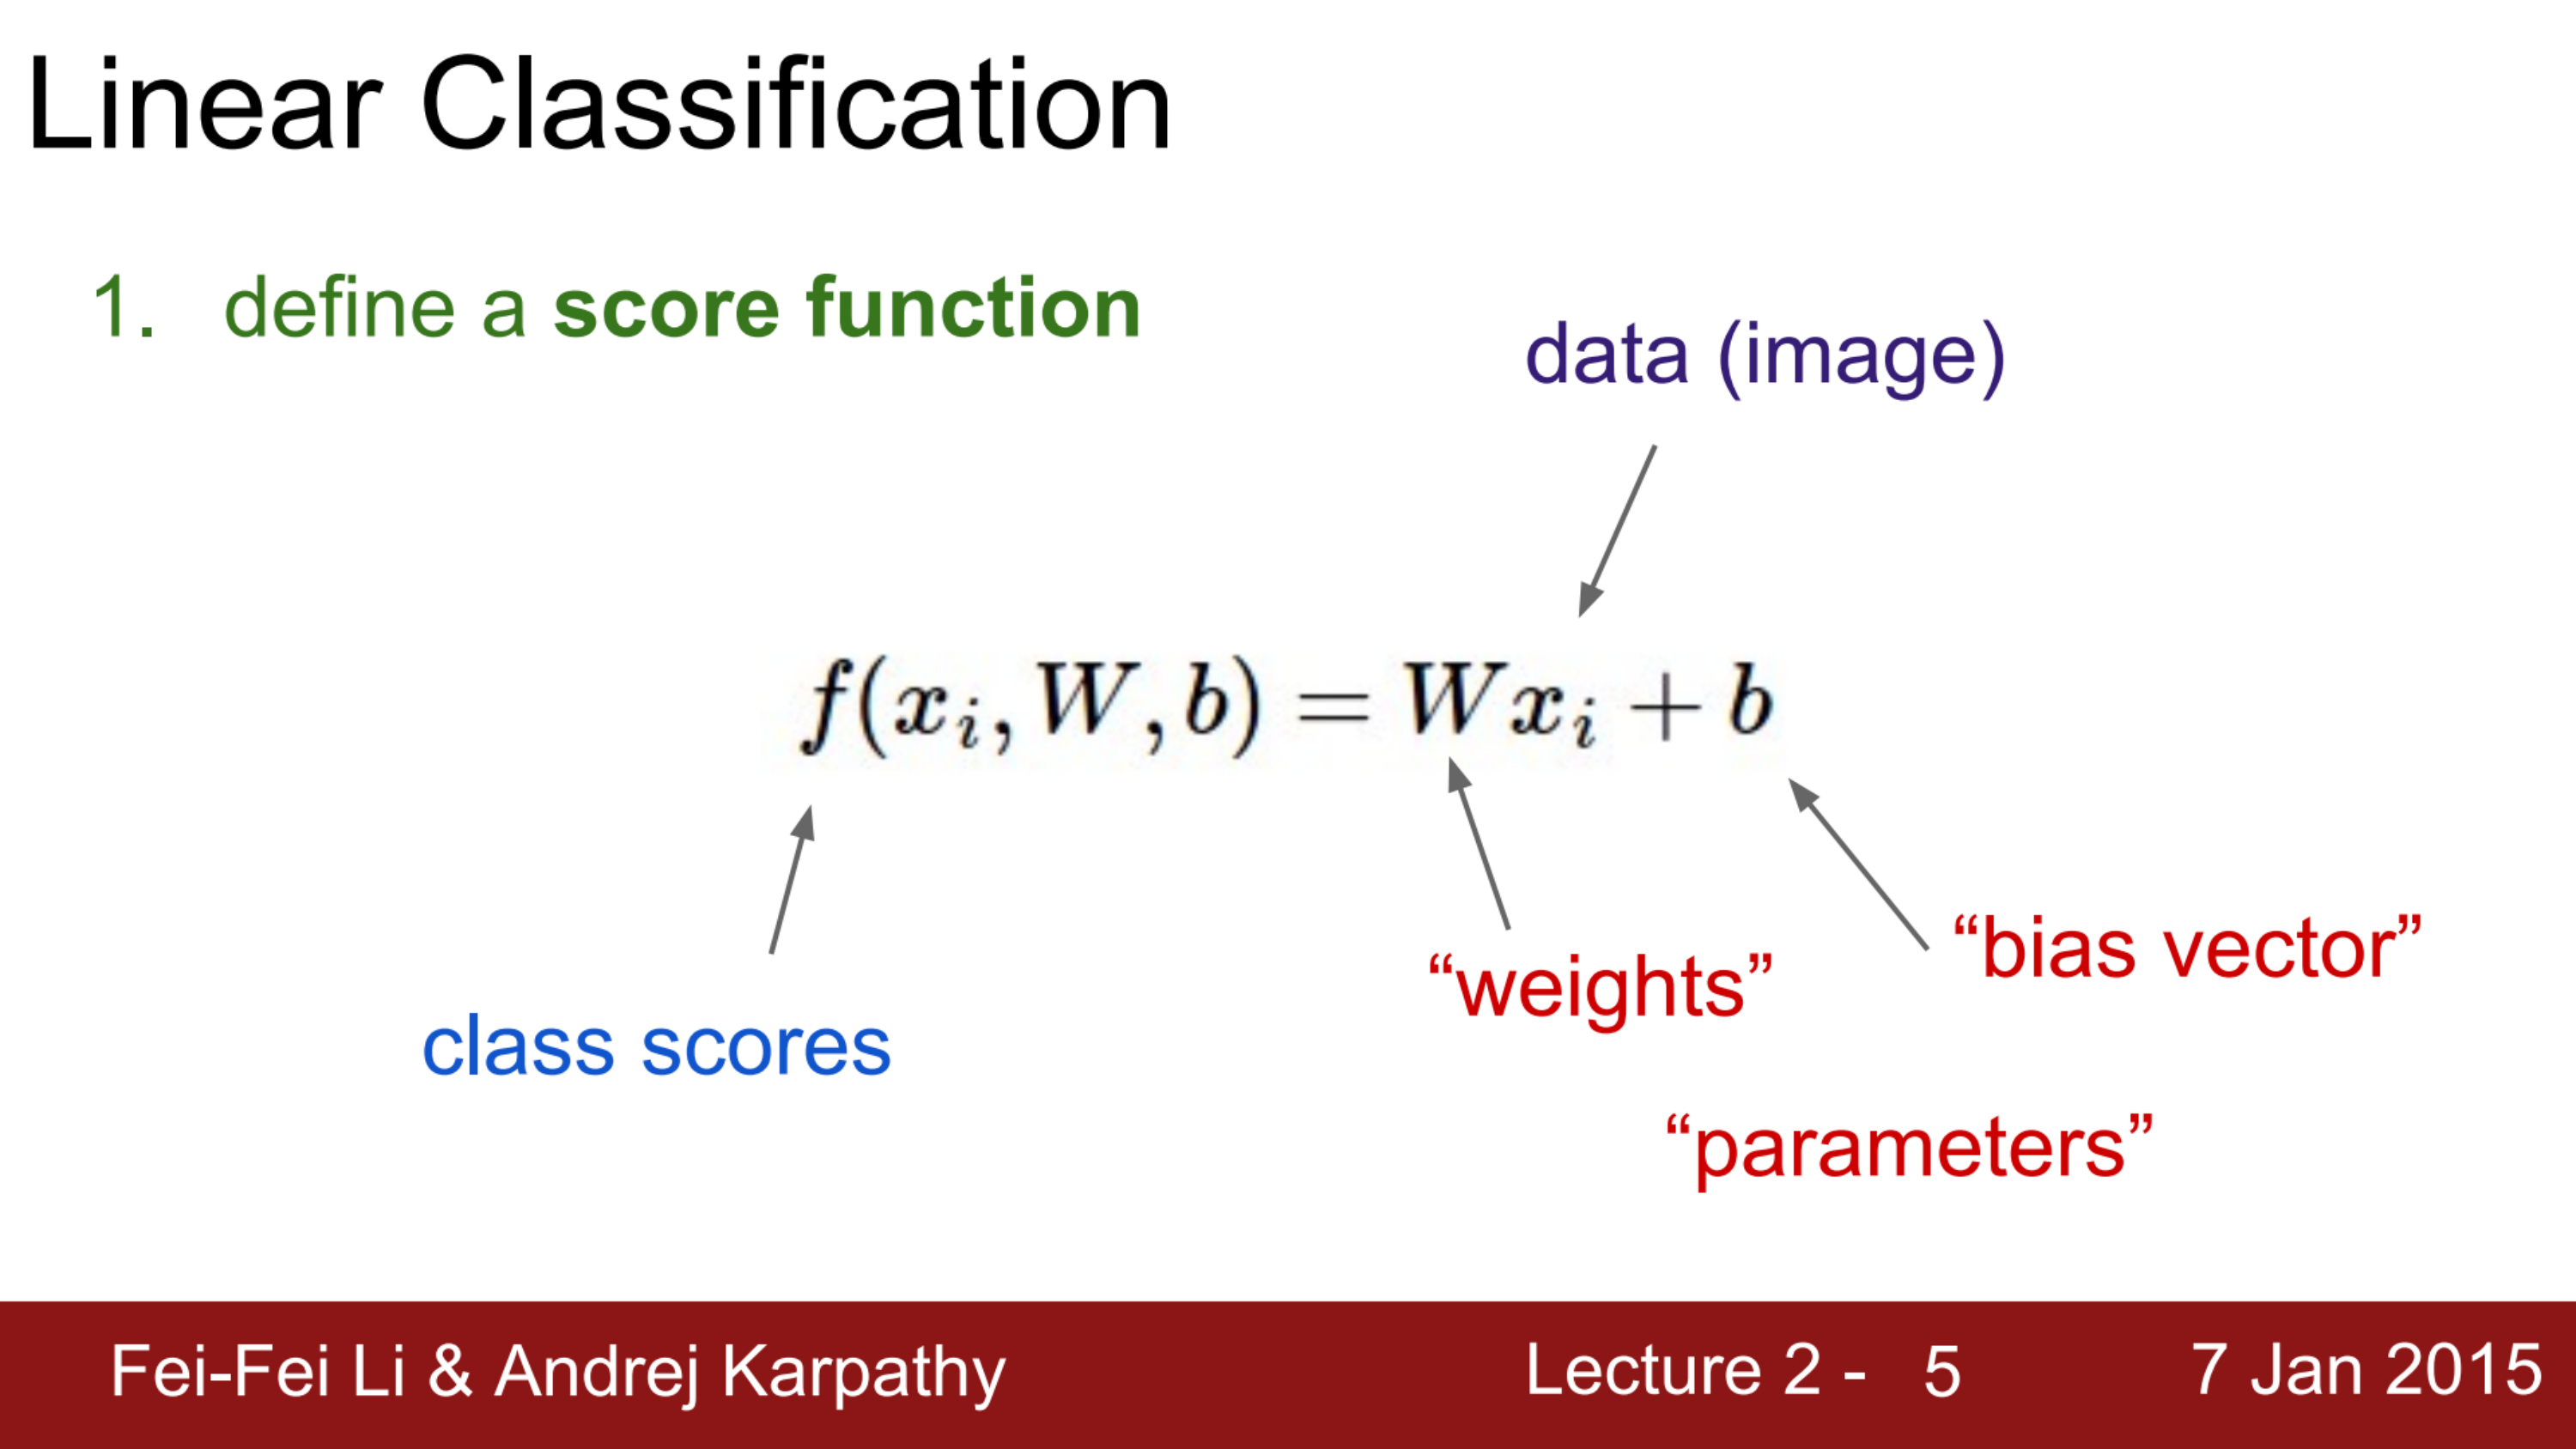 Linear Classification
1. define a score function
data (image)
f(x_i, W, b) = Wx_i + b
“bias vector”
“weights”
class scores
“parameters”
Fei-Fei Li & Andrej Karpathy Lecture 2 - 5 7 Jan 2015